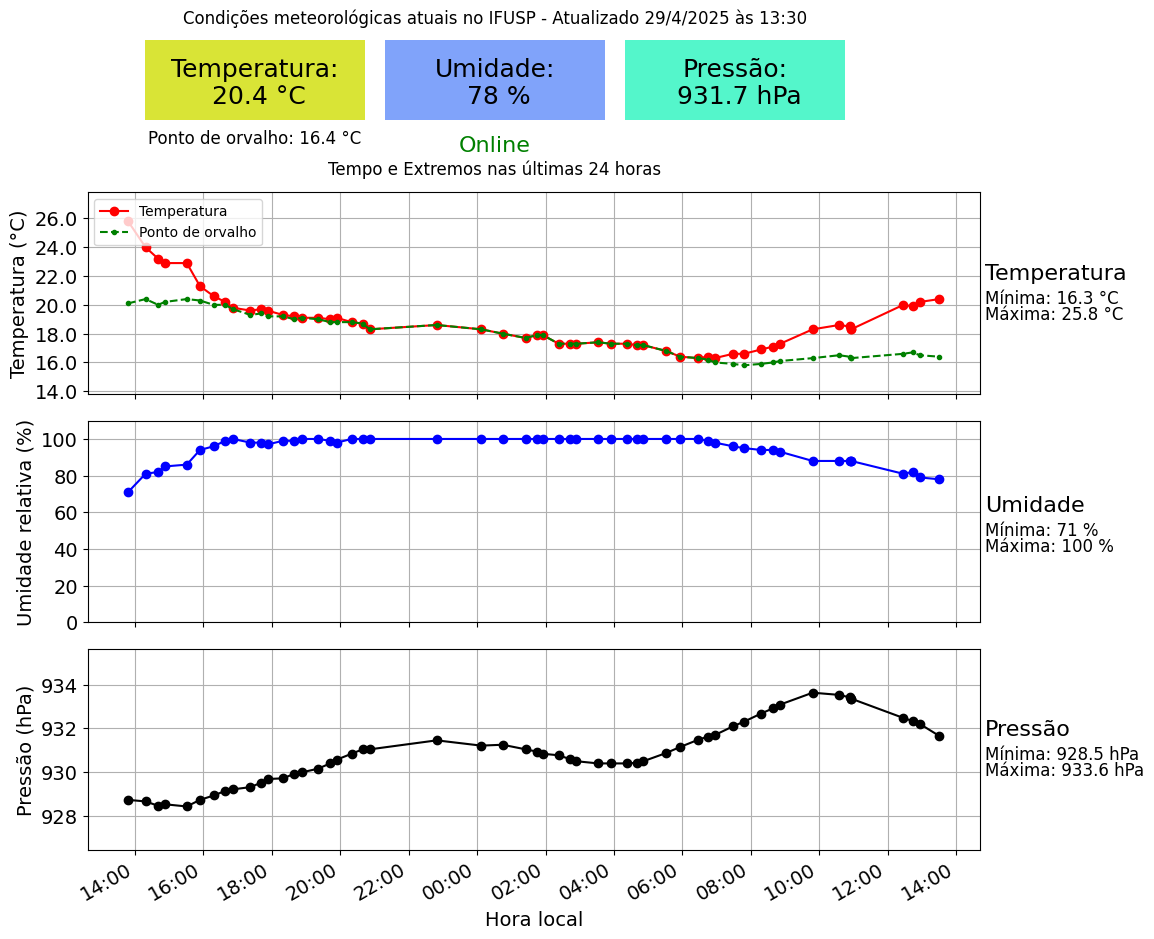 Condições meteorológicas atuais no IFUSP - Atualizado 29/4/2025 às 13:30
Temperatura:
20.4 °C
Umidade:
78 %
Pressão:
931.7 hPa
Ponto de orvalho: 16.4 °C
Online
Tempo e Extremos nas últimas 24 horas
Temperatura (°C)
26.0
24.0
22.0
20.0
18.0
16.0
14.0
Temperatura
Ponto de orvalho
Temperatura
Mínima: 16.3 °C
Máxima: 25.8 °C
Umidade relativa (%)
100
80
60
40
20
0
Umidade
Mínima: 71 %
Máxima: 100 %
Pressão (hPa)
934
932
930
928
Pressão
Mínima: 928.5 hPa
Máxima: 933.6 hPa
14:00
16:00
18:00
20:00
22:00
00:00
02:00
04:00
06:00
08:00
10:00
12:00
14:00
Hora local